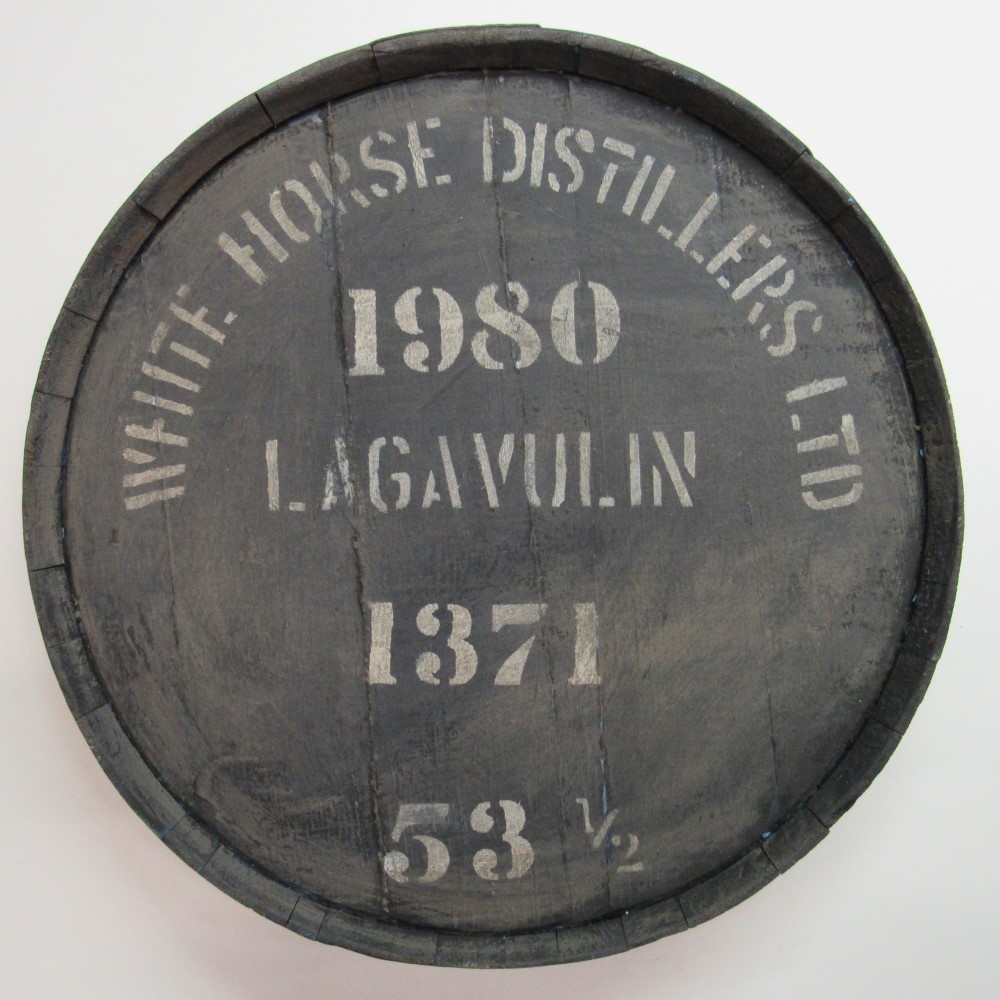 WHITE HORSE DISTILLERS LTD
1980
LAGAVULIN
1371
53 ½